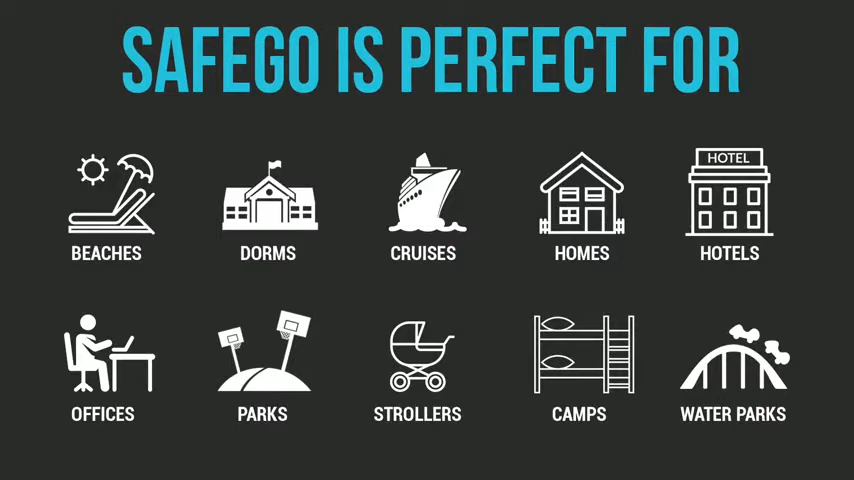 SAFEGO IS PERFECT FOR
HOTEL
BEACHES
DORMS
CRUISES
HOMES
HOTELS
OFFICES
PARKS
STROLLERS
CAMPS
WATER PARKS